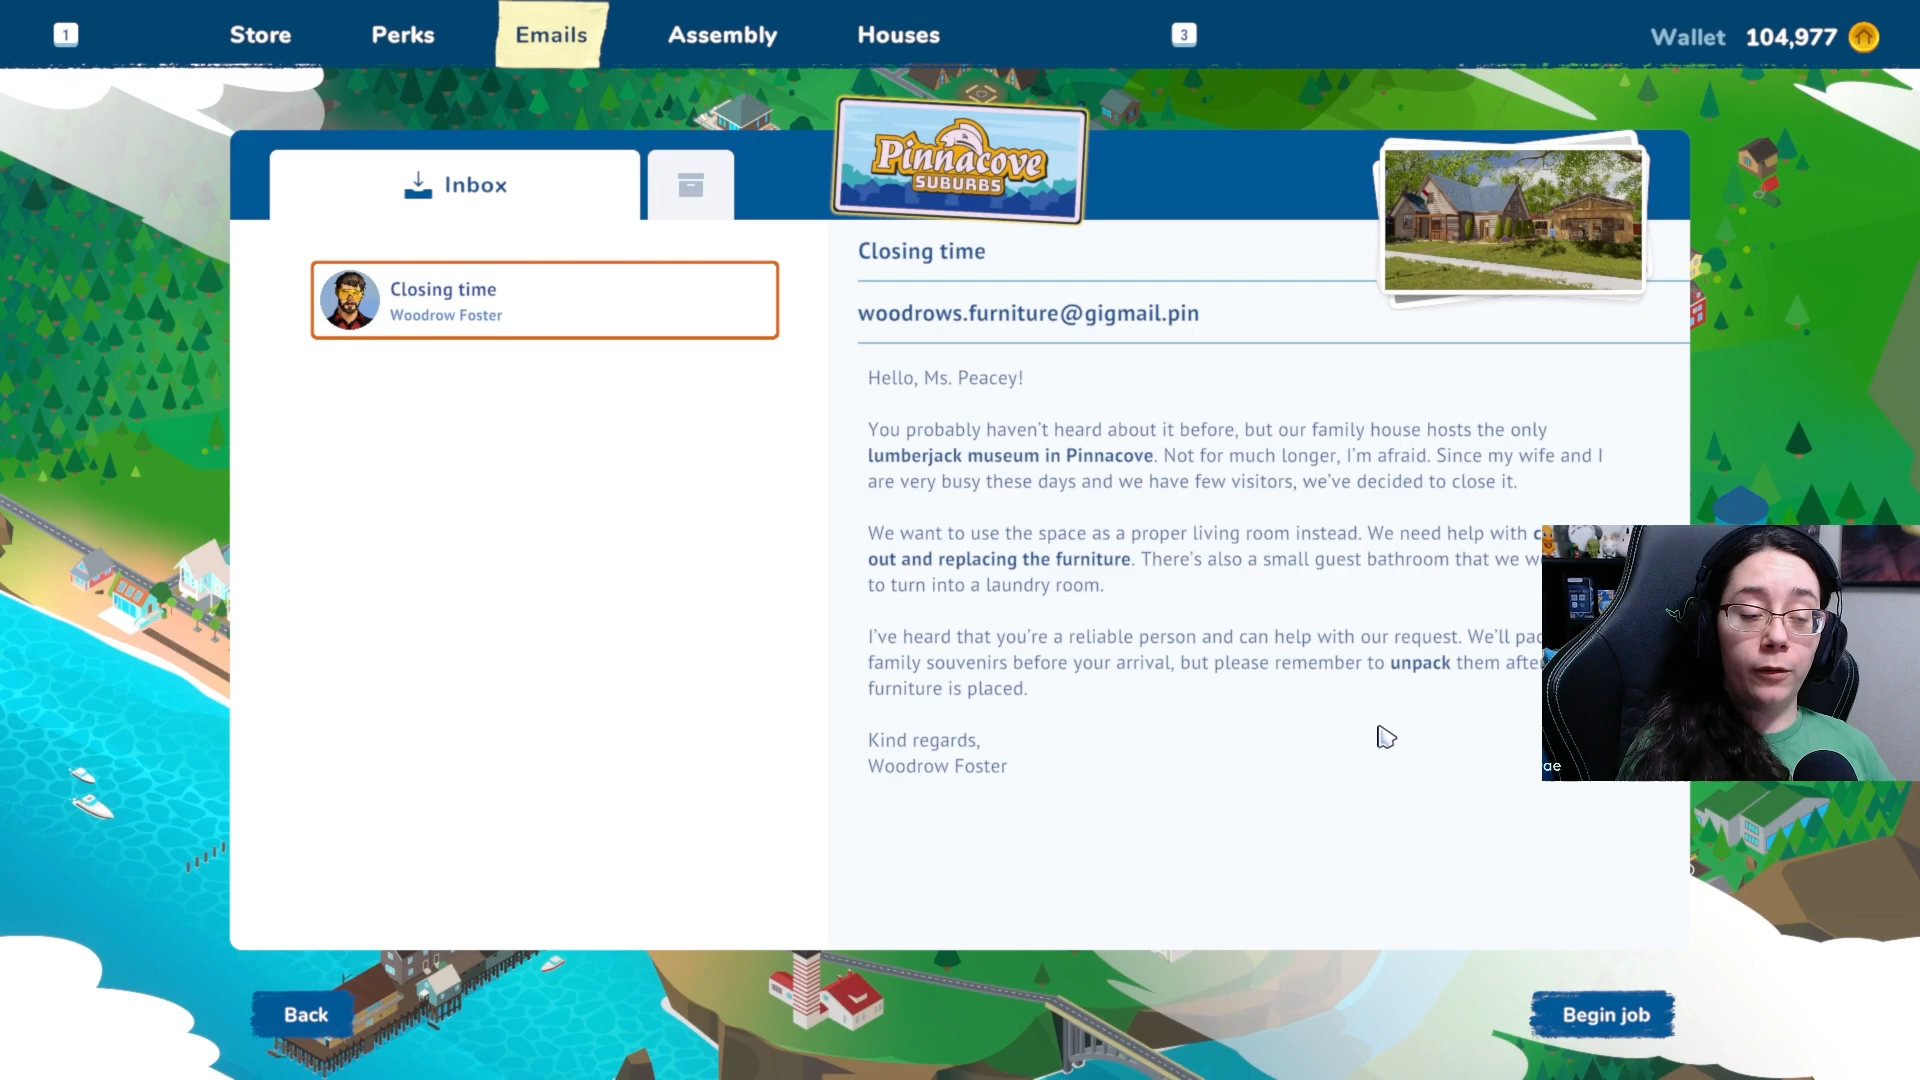 1 Store Perks Emails Assembly Houses 3 Wallet 104,977
Pinnacove
SUBURBS
Inbox
Closing time
Woodrow Foster
Closing time
woodrows.furniture@gigmail.pin
Hello, Ms. Peacey!
You probably haven't heard about it before, but our family house hosts the only
lumberjack museum in Pinnacove. Not for much longer, I'm afraid. Since my wife and I
are very busy these days and we have few visitors, we've decided to close it.
We want to use the space as a proper living room instead. We need help with
out and replacing the furniture. There's also a small guest bathroom that we
to turn into a laundry room.
I've heard that you're a reliable person and can help with our request. We'll
family souvenirs before your arrival, but please remember to unpack them
furniture is placed.
Kind regards,
Woodrow Foster
Back
Begin job